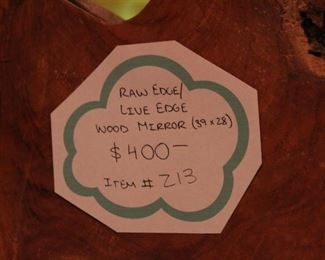 RAW EDGE/
LIVE EDGE
WOOD MIRROR (39 x 28)
$400—
ITEM # 213